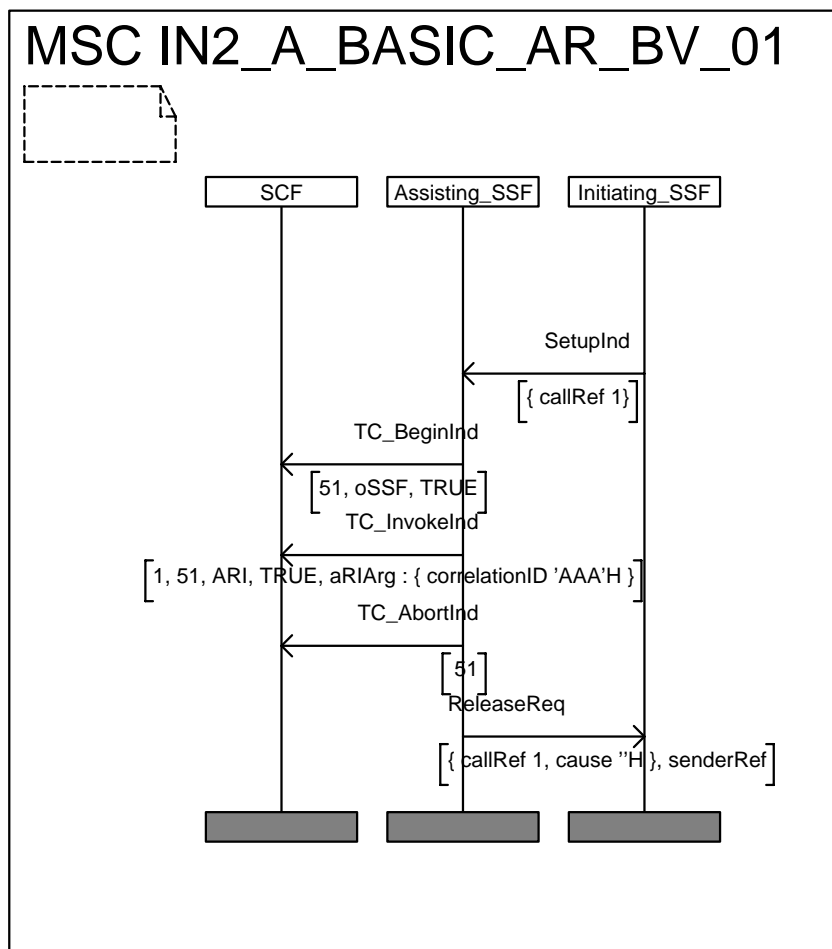 MSC IN2_A_BASIC_AR_BV_01
SCF Assisting_SSF Initiating_SSF
SetupInd
{ callRef 1}
TC_BeginInd
51, oSSF, TRUE
TC_InvokeInd
1, 51, ARI, TRUE, aRIArg : { correlationID ’AAA’H }
TC_AbortInd
51
ReleaseReq
{ callRef 1, cause ’’H }, senderRef